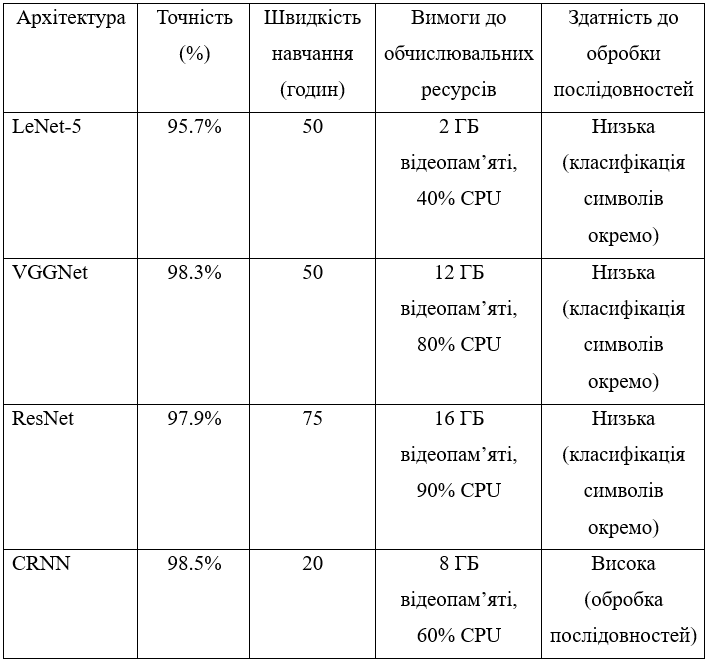 Архітектура
Точність
(%)
Швидкість
навчання
(годин)
Вимоги до
обчислювальних
ресурсів
Здатність до
обробки
послідовностей
LeNet-5
95.7%
50
2 ГБ
відеопам’яті,
40% CPU
Низька
(класифікація
символів
окремо)
VGGNet
98.3%
50
12 ГБ
відеопам’яті,
80% CPU
Низька
(класифікація
символів
окремо)
ResNet
97.9%
75
16 ГБ
відеопам’яті,
90% CPU
Низька
(класифікація
символів
окремо)
CRNN
98.5%
20
8 ГБ
відеопам’яті,
60% CPU
Висока
(обробка
послідовностей)